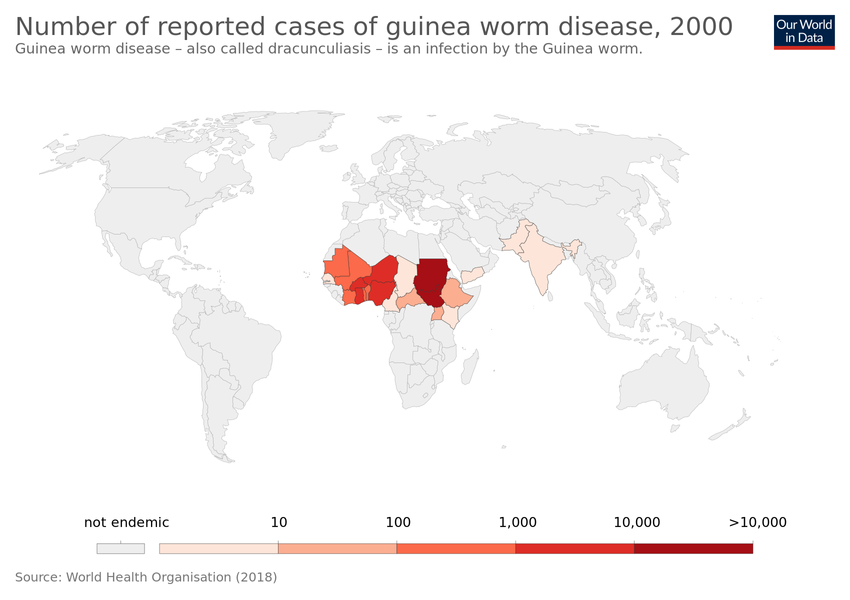 Number of reported cases of guinea worm disease, 2000
Our World
in Data
Guinea worm disease – also called dracunculiasis – is an infection by the Guinea worm.
not endemic
10
100
1,000
10,000
>10,000
Source: World Health Organisation (2018)